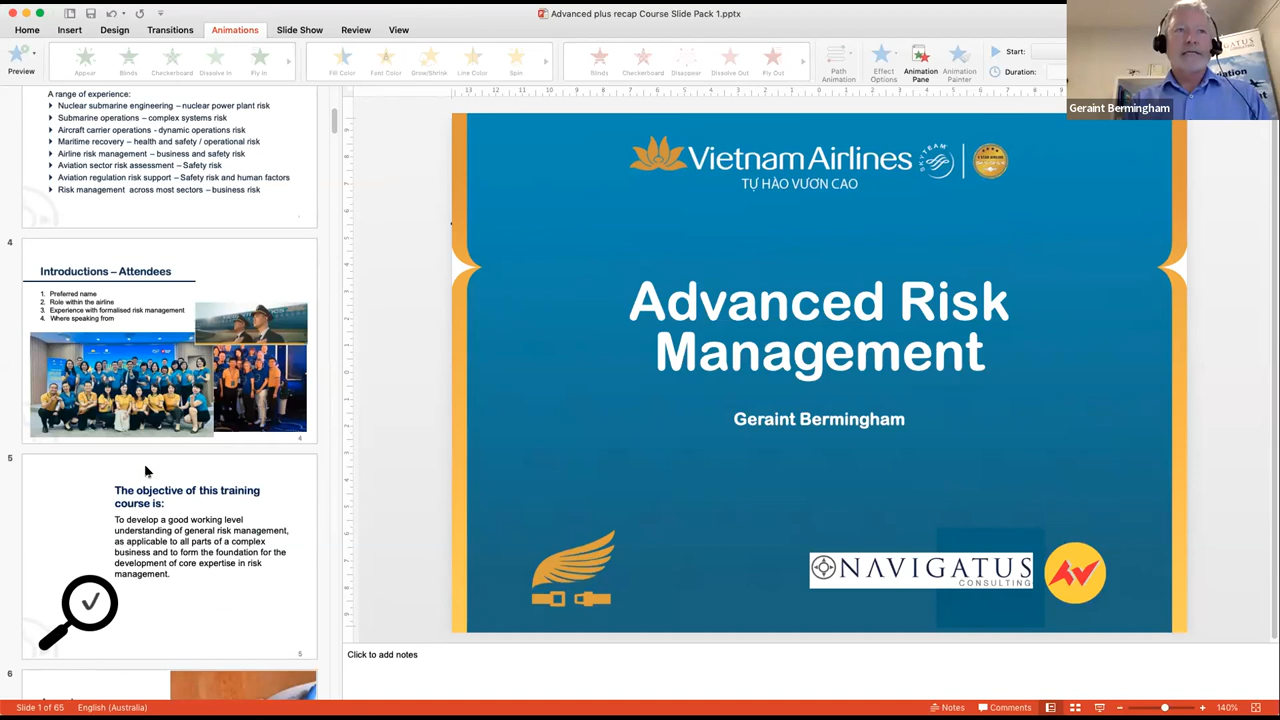 Advanced plus recap Course Slide Pack 1.pptx
Home Insert Design Transitions Animations Slide Show Review View
Preview
Appear Blinds Checkerboard Dissolve In Fly In
Fill Color Font Color Grow/Shrink Line Color Spin
Blinds Checkerboard Disappear Dissolve Out Fly Out
Path Animation
Effect Options
Animation Pane
Animation Painter
Start:
Duration:
Geraint Bermingham
A range of experience:
Nuclear submarine engineering – nuclear power plant risk
Submarine operations – complex systems risk
Aircraft carrier operations - dynamic operations risk
Maritime recovery – health and safety / operational risk
Airline risk management – business and safety risk
Aviation sector risk assessment – Safety risk
Aviation regulation risk support – Safety risk and human factors
Risk management across most sectors – business risk
4
Introductions – Attendees
1. Preferred name
2. Role within the airline
3. Experience with formalised risk management
4. Where speaking from
4
5
The objective of this training
course is:
To develop a good working level
understanding of general risk management,
as applicable to all parts of a complex
business and to form the foundation for the
development of core expertise in risk
management.
5
6
Vietnam Airlines
SKYTEAM
TỰ HÀO VƯƠN CAO
Advanced Risk
Management
Geraint Bermingham
NAVIGATUS
CONSULTING
Click to add notes
Slide 1 of 65 English (Australia) Notes Comments 140%